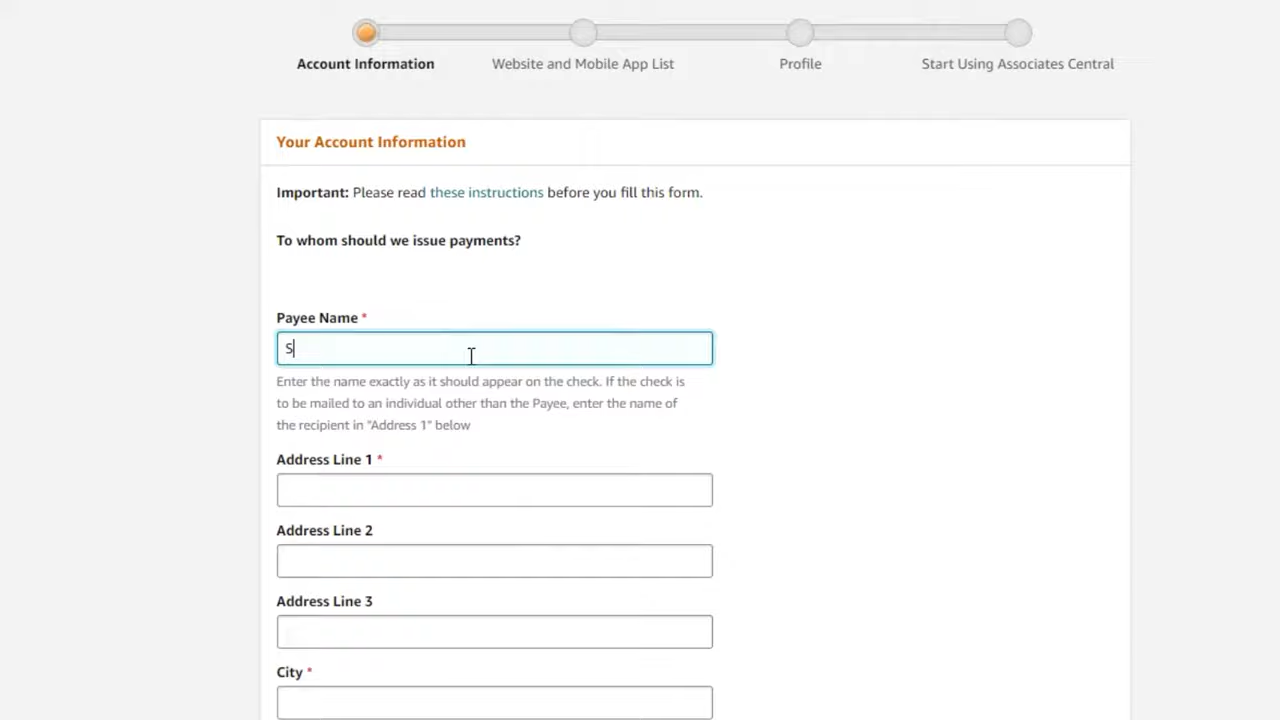 Account Information
Website and Mobile App List
Profile
Start Using Associates Central
Your Account Information
Important: Please read these instructions before you fill this form.
To whom should we issue payments?
Payee Name *
S
Enter the name exactly as it should appear on the check. If the check is
to be mailed to an individual other than the Payee, enter the name of
the recipient in "Address 1" below
Address Line 1 *
Address Line 2
Address Line 3
City *